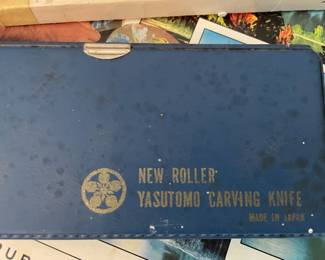 NEW ROLLER
YASUTOMO CARVING KNIFE
MADE IN JAPAN